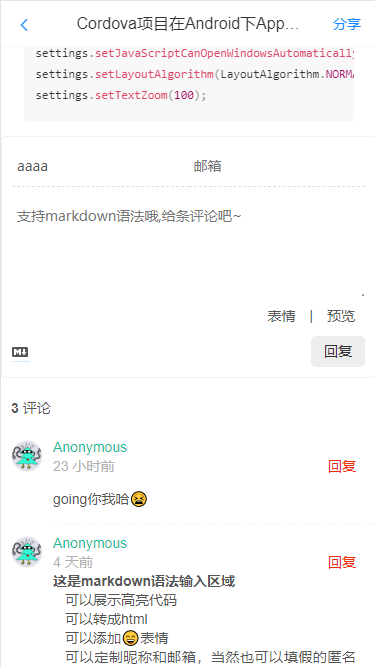 Cordova项目在Android下App...
分享
settings.setJavaScriptCanOpenWindowsAutomatically
settings.setLayoutAlgorithm(LayoutAlgorithm.NORMA
settings.setTextZoom(100);
aaaa
邮箱
支持markdown语法哦,给条评论吧~
表情 | 预览
M
回复
3 评论
Anonymous
23 小时前
回复
going你我哈😫
Anonymous
4 天前
回复
这是markdown语法输入区域
可以展示高亮代码
可以转成html
可以添加😄表情
可以定制昵称和邮箱，当然也可以填假的匿名